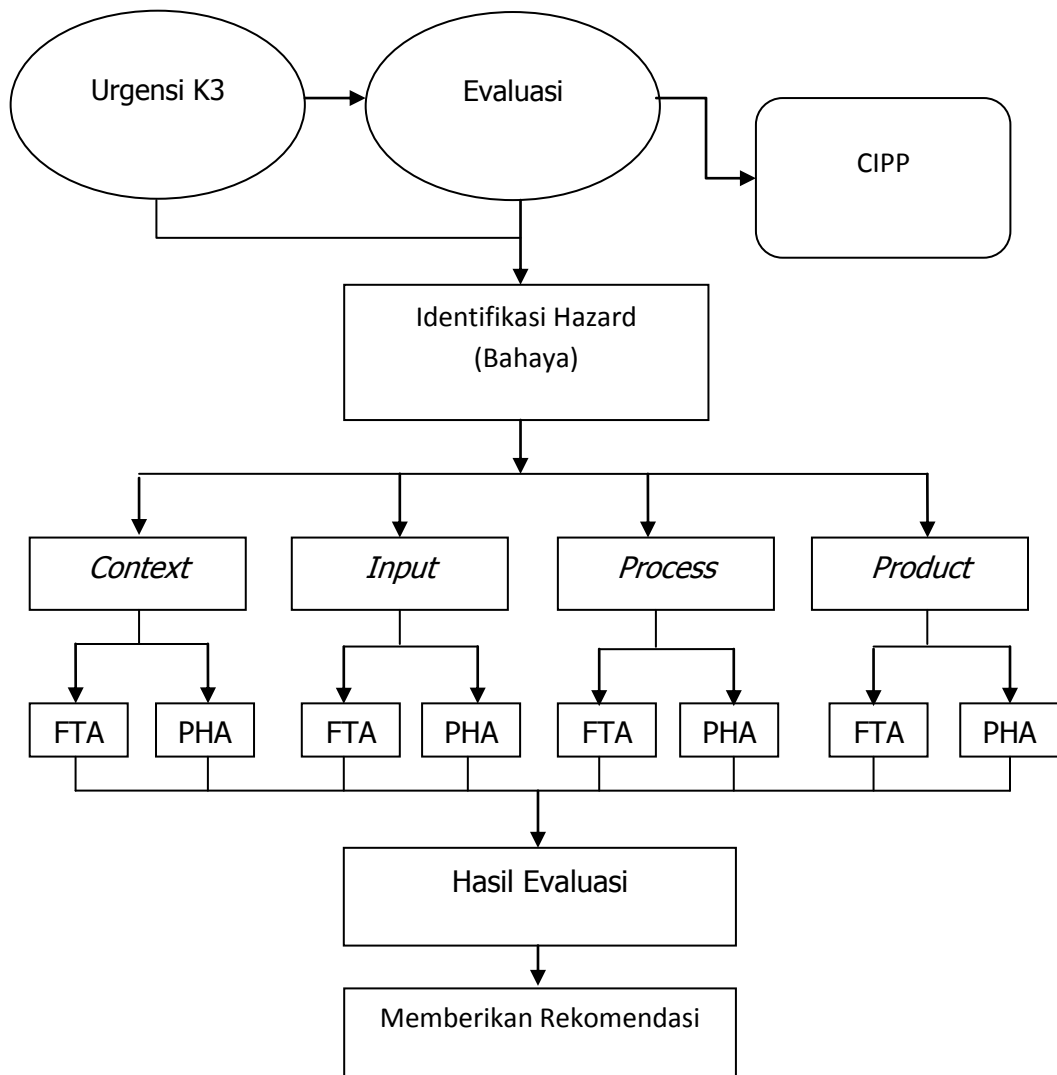 Urgensi K3
Evaluasi
CIPP
Identifikasi Hazard
(Bahaya)
Context
Input
Process
Product
FTA
PHA
FTA
PHA
FTA
PHA
FTA
PHA
Hasil Evaluasi
Memberikan Rekomendasi